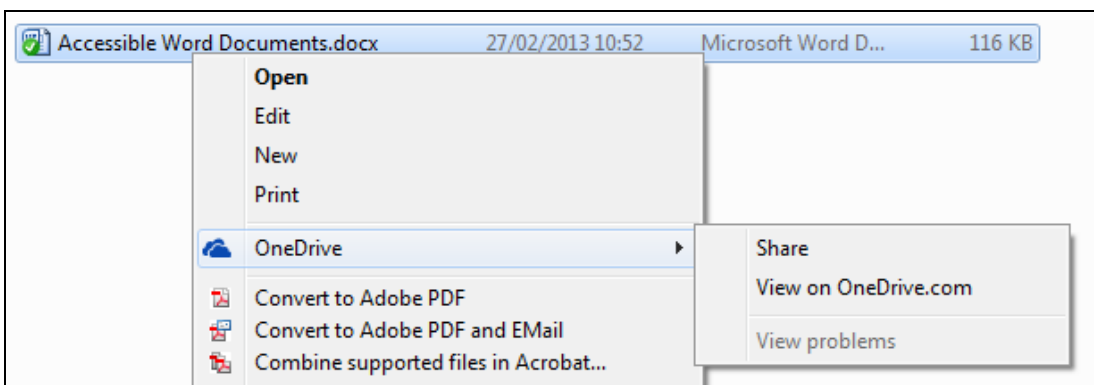 Accessible Word Documents.docx 27/02/2013 10:52 Microsoft Word D... 116 KB
Open
Edit
New
Print
OneDrive
Share
View on OneDrive.com
View problems
Convert to Adobe PDF
Convert to Adobe PDF and EMail
Combine supported files in Acrobat...